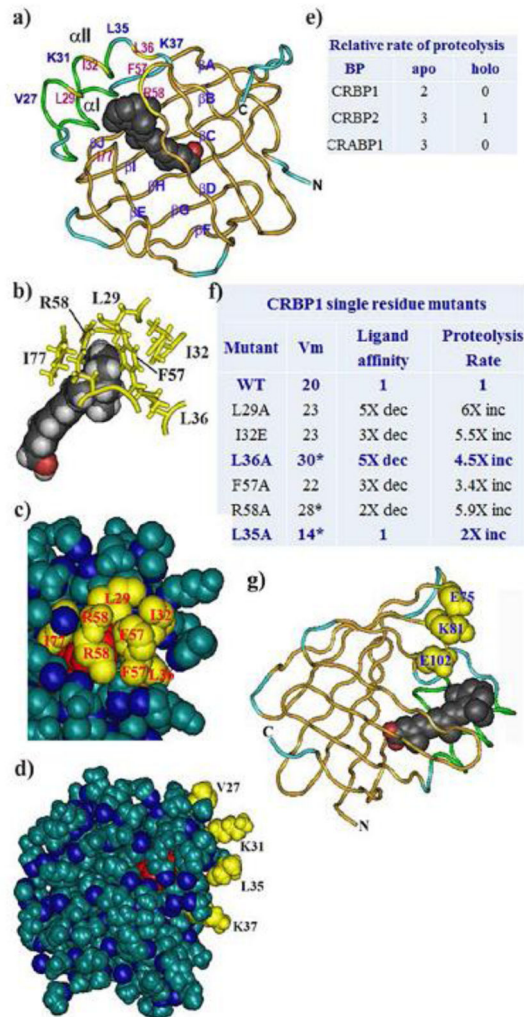 a)
αII
L35
K31
I32
L36
K37
F57
βA
V27
L29
αI
R58
βB
C
βJ
I77
βI
βC
βH
βD
N
βE
βG
βF
e)
Relative rate of proteolysis
BP apo holo
CRBP1 2 0
CRBP2 3 1
CRABP1 3 0
b)
R58
L29
I77
I32
F57
L36
f)
CRBP1 single residue mutants
Mutant Vm Ligand affinity Proteolysis Rate
WT 20 1 1
L29A 23 5X dec 6X inc
I32E 23 3X dec 5.5X inc
L36A 30* 5X dec 4.5X inc
F57A 22 3X dec 3.4X inc
R58A 28* 2X dec 5.9X inc
L35A 14* 1 2X inc
c)
L29
R58
I32
I77
F57
R58
F57
L36
g)
E75
K81
E102
C
N
d)
V27
K31
L35
K37